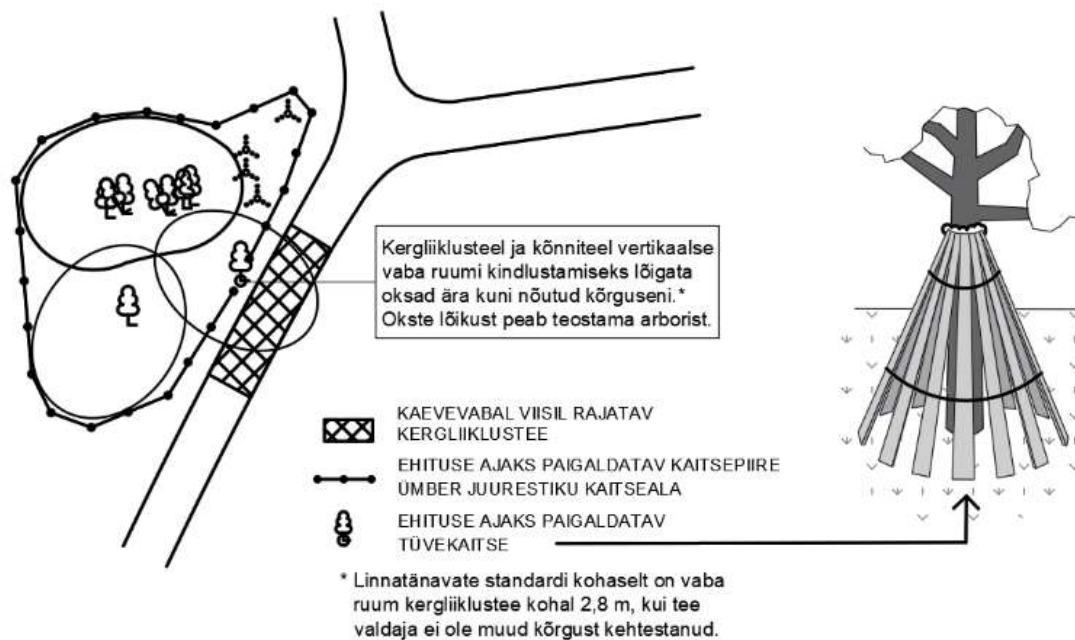 Kergliiklusteel ja kõnniteel vertikaalse
vaba ruumi kindlustamiseks lõigata
oksad ära kuni nõutud kõrguseni.*
Okste lõikust peab teostama arborist.
KAEVEVABAL VIISIL RAJATAV
KERGLIIKLUSTEE
EHITUSE AJAKS PAIGALDATAV KAITSEPIIRE
ÜMBER JUURESTIKU KAITSEALA
EHITUSE AJAKS PAIGALDATAV
TÜVEKAITSE
* Linnatänavate standardi kohaselt on vaba
ruum kergliiklustee kohal 2,8 m, kui tee
valdaja ei ole muud kõrgust kehtestanud.